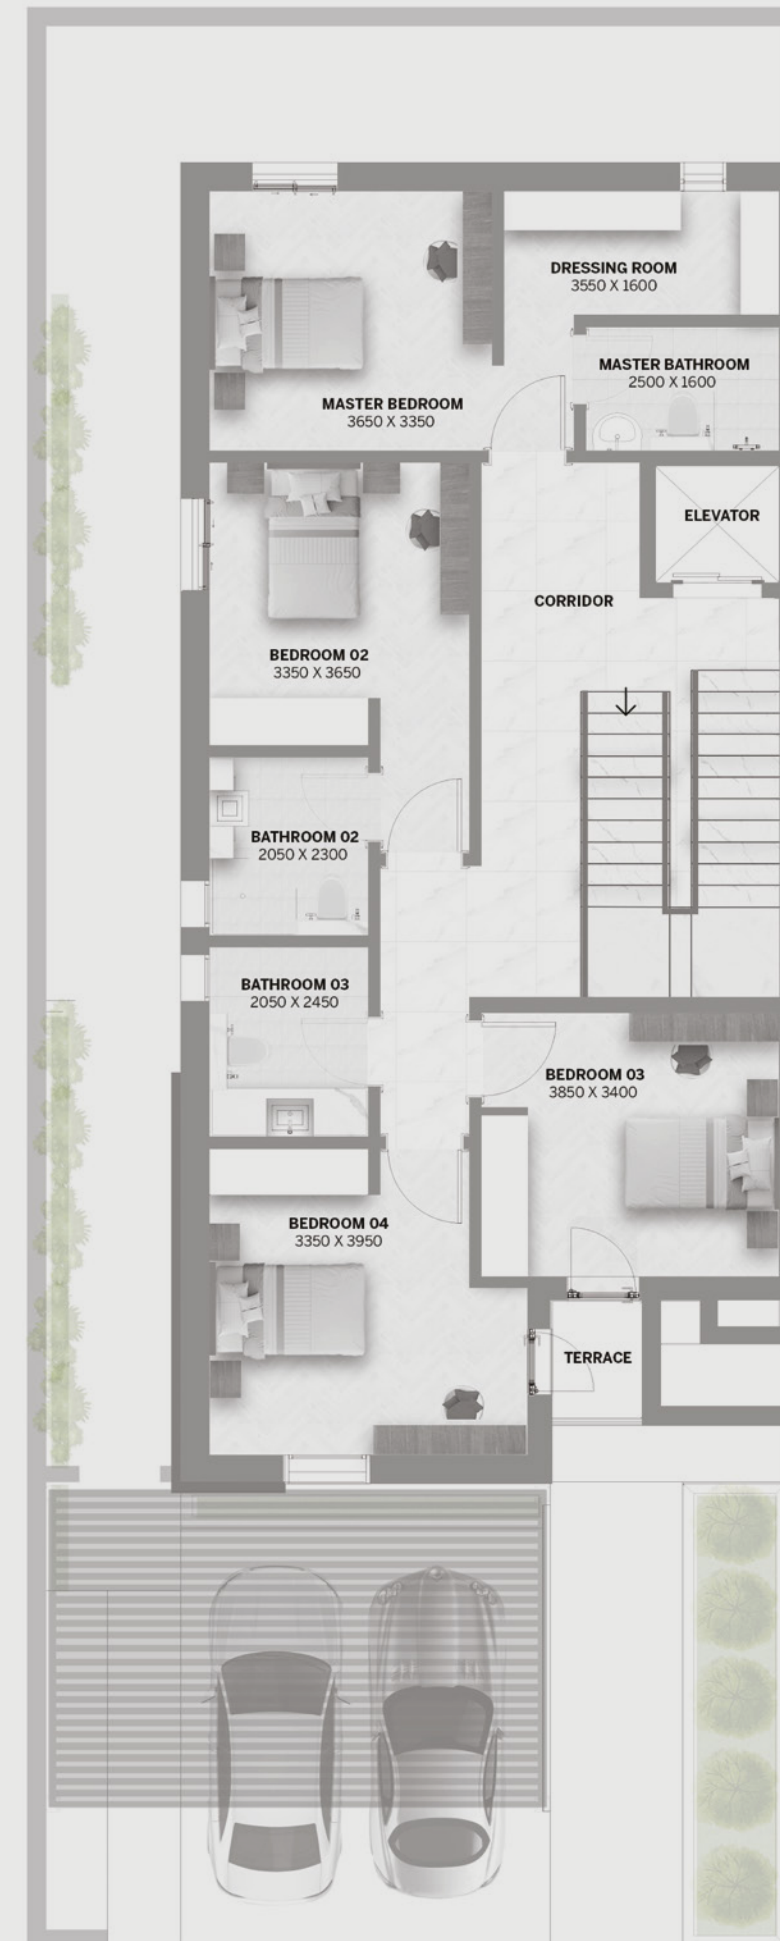 DRESSING ROOM
3550 X 1600
MASTER BATHROOM
2500 X 1600
MASTER BEDROOM
3650 X 3350
ELEVATOR
CORRIDOR
BEDROOM 02
3350 X 3650
BATHROOM 02
2050 X 2300
BATHROOM 03
2050 X 2450
BEDROOM 03
3850 X 3400
BEDROOM 04
3350 X 3950
TERRACE